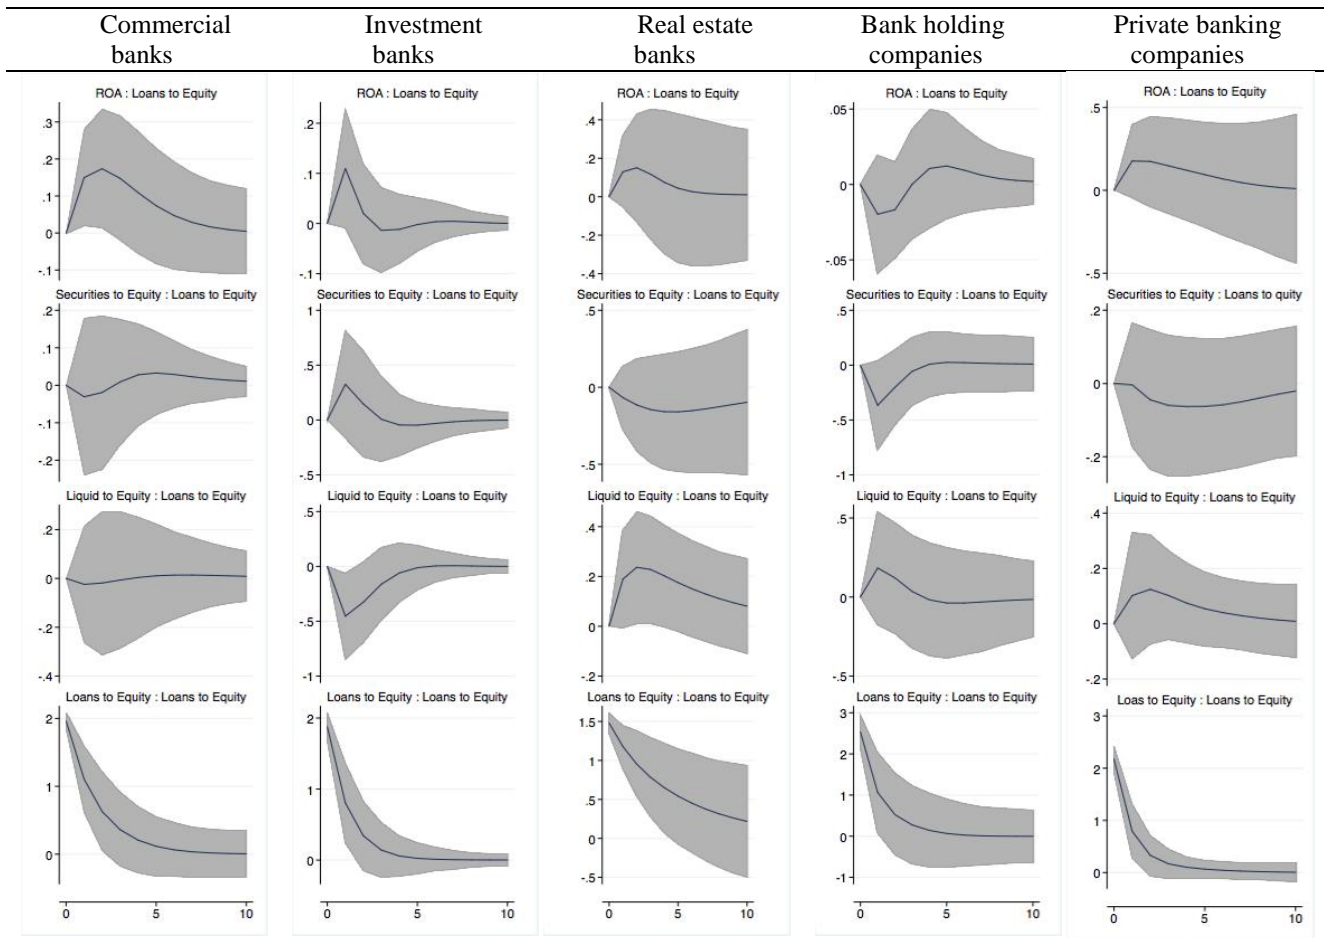 Commercial banks
Investment banks
Real estate banks
Bank holding companies
Private banking companies
ROA : Loans to Equity
ROA : Loans to Equity
ROA : Loans to Equity
ROA : Loans to Equity
ROA : Loans to Equity
.3
.2
.1
0
-.1
.2
.1
0
-.1
.4
.2
0
-.2
-.4
.05
0
-.05
.5
0
-.5
Securities to Equity : Loans to Equity
Securities to Equity : Loans to Equity
Securities to Equity : Loans to Equity
Securities to Equity : Loans to Equity
Securities to Equity : Loans to quity
.2
.1
0
-.1
-.2
1
.5
0
-.5
.5
0
-.5
.5
0
-.5
-1
.2
0
-.2
Liquid to Equity : Loans to Equity
Liquid to Equity : Loans to Equity
Liquid to Equity : Loans to Equity
Liquid to Equity : Loans to Equity
Liquid to Equity : Loans to Equity
.2
0
-.2
-.4
.5
0
-.5
-1
.4
.2
0
-.2
.5
0
-.5
.4
.2
0
-.2
Loans to Equity : Loans to Equity
Loans to Equity : Loans to Equity
Loans to Equity : Loans to Equity
Loans to Equity : Loans to Equity
Loas to Equity : Loans to Equity
2
1
0
2
1
0
1.5
1
.5
0
-.5
3
2
1
0
-1
3
2
1
0
0 5 10
0 5 10
0 5 10
0 5 10
0 5 10